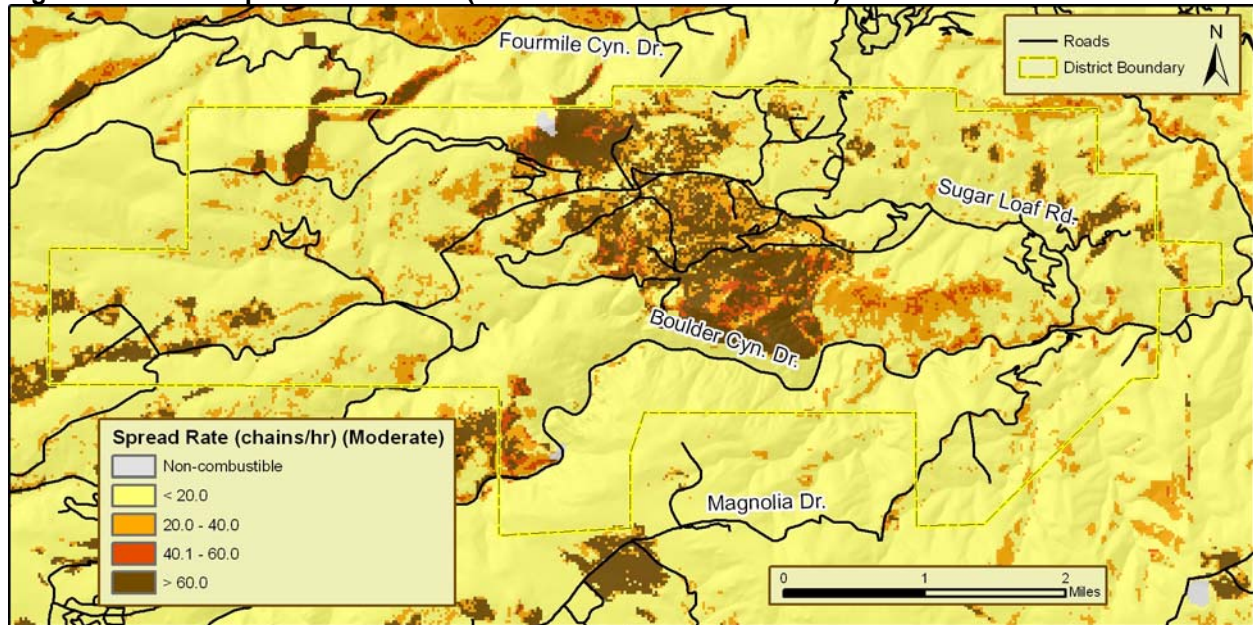 Fourmile Cyn. Dr.
Roads
District Boundary
N
Sugar Loaf Rd.
Boulder Cyn. Dr.
Magnolia Dr.
Spread Rate (chains/hr) (Moderate)
Non-combustible
< 20.0
20.0 - 40.0
40.1 - 60.0
> 60.0
0 1 2
Miles